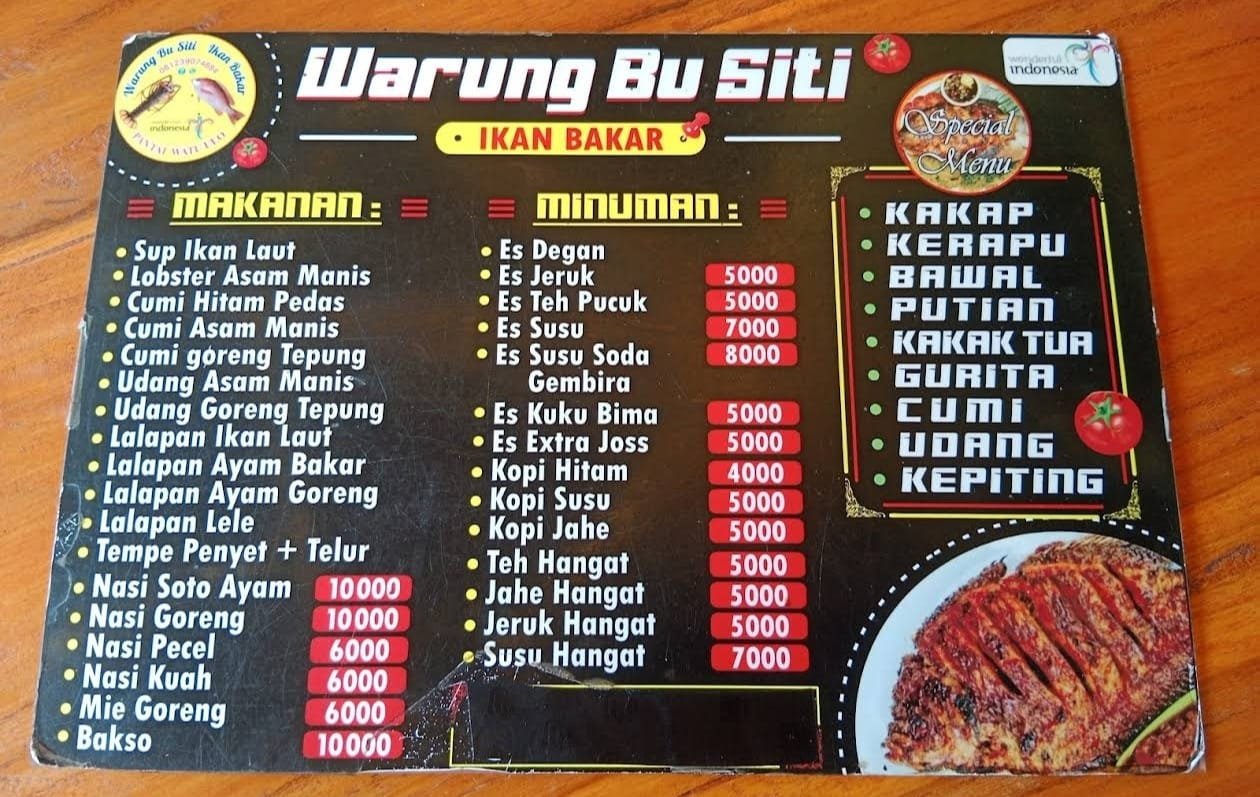 Warung Bu Siti Ikan Bakar
081239074884
wonderful
indonesia
Warung Bu Siti
IKAN BAKAR
wonderful
indonesia
MAKANAN :
• Sup Ikan Laut
• Lobster Asam Manis
• Cumi Hitam Pedas
• Cumi Asam Manis
• Cumi goreng Tepung
• Udang Asam Manis
• Udang Goreng Tepung
• Lalapan Ikan Laut
• Lalapan Ayam Bakar
• Lalapan Ayam Goreng
• Lalapan Lele
• Tempe Penyet + Telur
• Nasi Soto Ayam 10000
• Nasi Goreng 10000
• Nasi Pecel 6000
• Nasi Kuah 6000
• Mie Goreng 6000
• Bakso 10000
MINUMAN :
• Es Degan
• Es Jeruk 5000
• Es Teh Pucuk 5000
• Es Susu 7000
• Es Susu Soda 8000
Gembira
• Es Kuku Bima 5000
• Es Extra Joss 5000
• Kopi Hitam 4000
• Kopi Susu 5000
• Kopi Jahe 5000
• Teh Hangat 5000
• Jahe Hangat 5000
• Jeruk Hangat 5000
• Susu Hangat 7000
Special
Menu
• KAKAP
• KERAPU
• BAWAL
• PUTIAN
• KAKAK TUA
• GURITA
• CUMI
• UDANG
• KEPITING